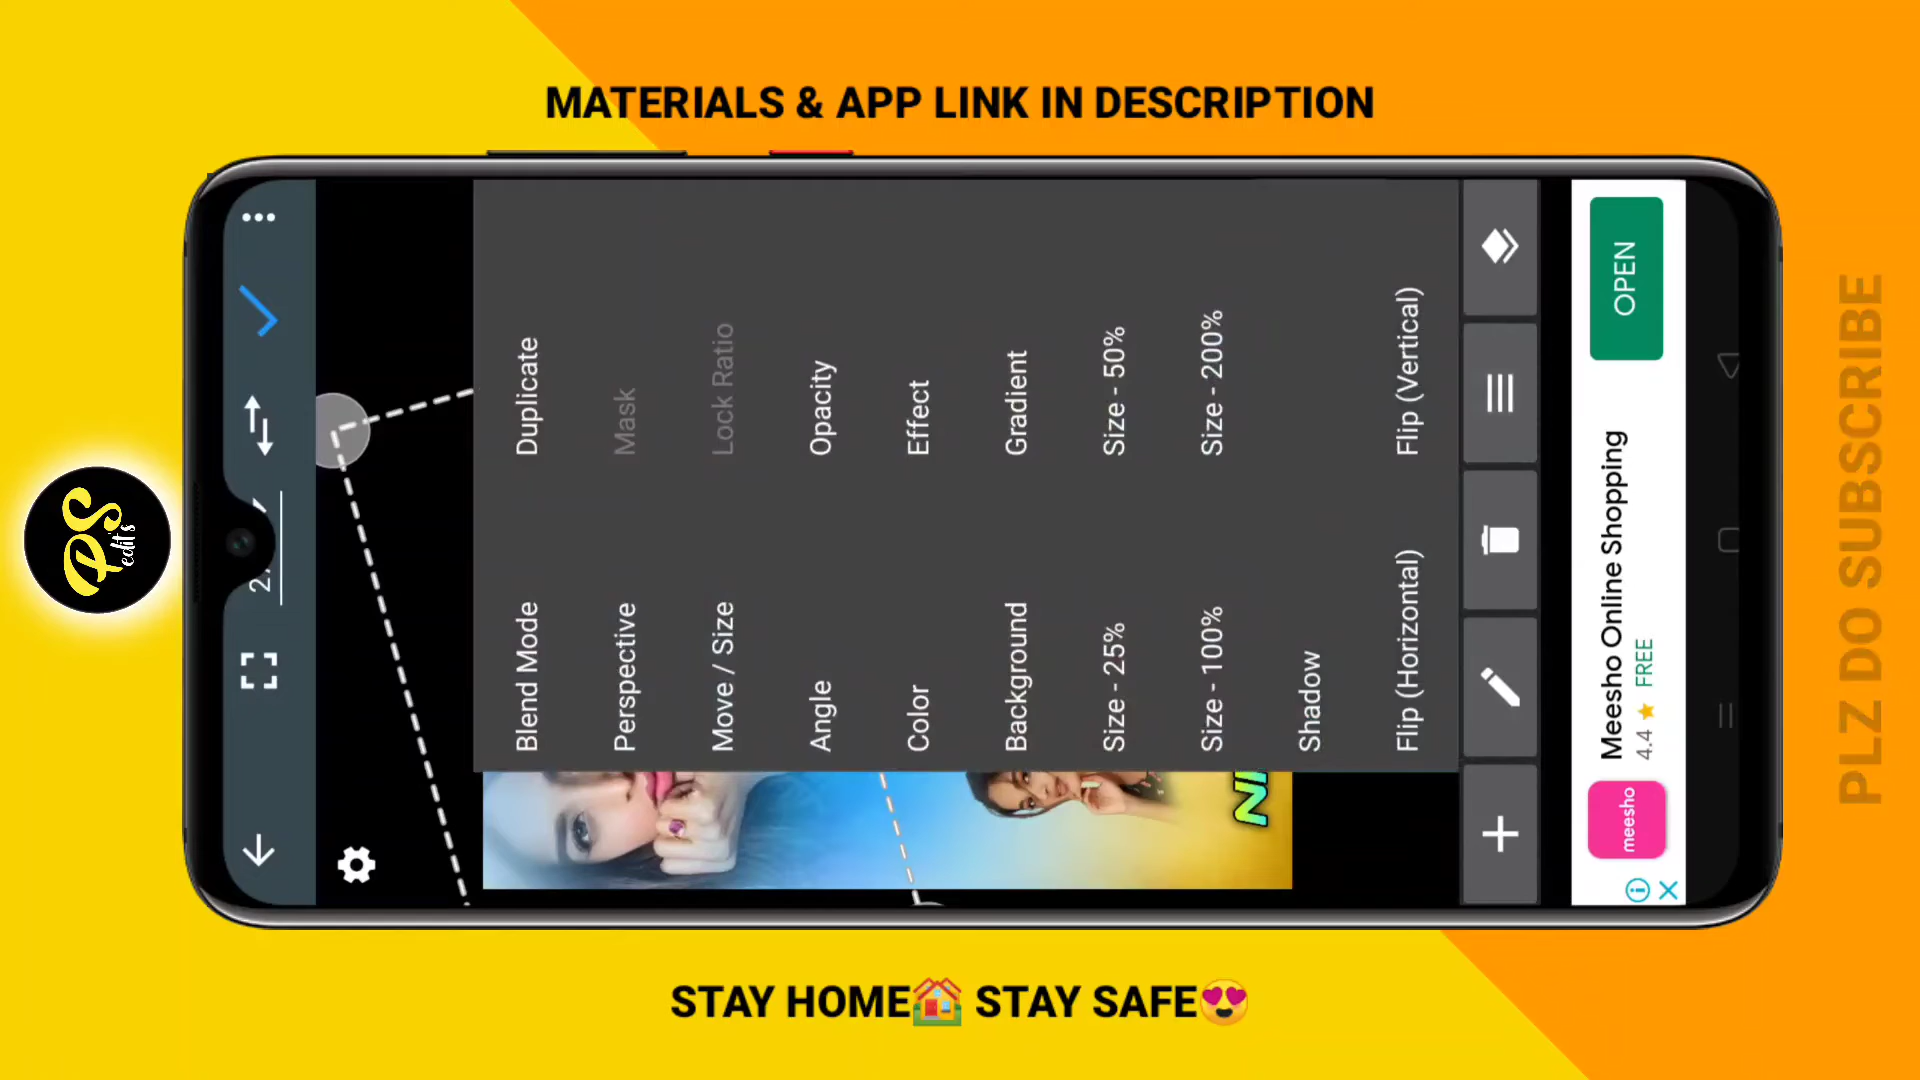 MATERIALS & APP LINK IN DESCRIPTION
PS
edit's
Blend Mode
Duplicate
Perspective
Mask
Move / Size
Lock Ratio
Angle
Opacity
Color
Effect
Background
Gradient
Size - 25%
Size - 50%
Size - 100%
Size - 200%
Shadow
Flip (Horizontal)
Flip (Vertical)
meesho
Meesho Online Shopping
4.4 ★ FREE
OPEN
PLZ DO SUBSCRIBE
STAY HOME🏠 STAY SAFE😍